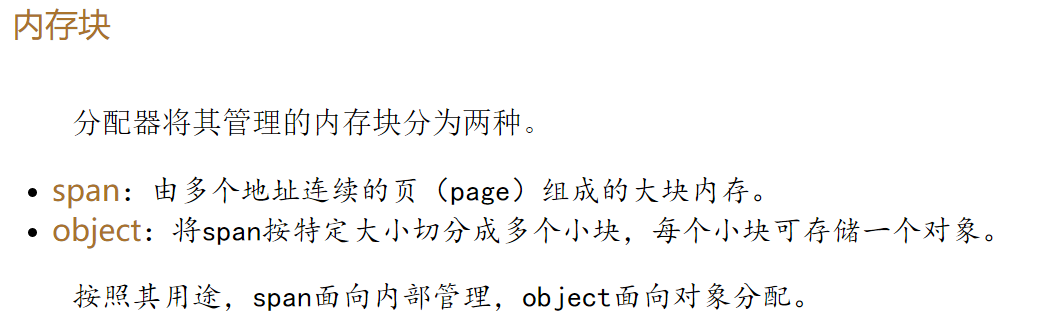 内存块
分配器将其管理的内存块分为两种。
• span：由多个地址连续的页（page）组成的大块内存。
• object：将span按特定大小切分成多个小块，每个小块可存储一个对象。
按照其用途，span面向内部管理，object面向对象分配。